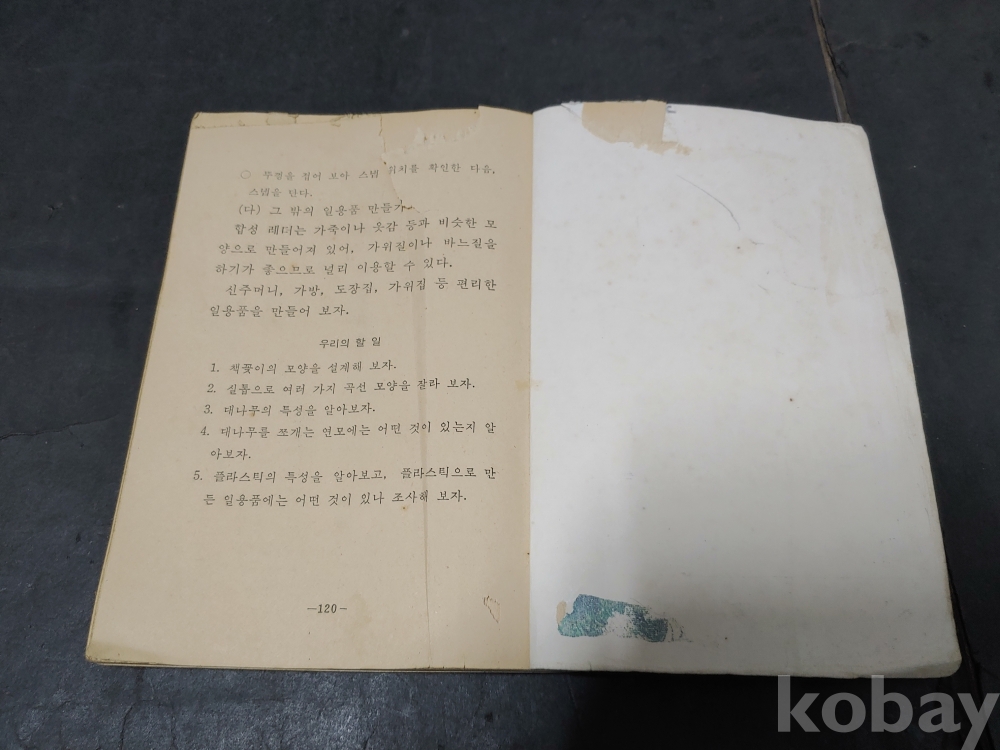 ○ 뚜껑을 접어 보아 스냅 위치를 확인한 다음,
스냅을 단다.
(다) 그 밖의 일용품 만들기
합성 레더는 가죽이나 옷감 등과 비슷한 모
양으로 만들어져 있어, 가위질이나 바느질을
하기가 좋으므로 널리 이용할 수 있다.
신주머니, 가방, 도장집, 가위집 등 편리한
일용품을 만들어 보자.
우리의 할 일
1. 책꽂이의 모양을 설계해 보자.
2. 실톱으로 여러 가지 곡선 모양을 잘라 보자.
3. 대나무의 특성을 알아보자.
4. 대나무를 쪼개는 연모에는 어떤 것이 있는지 알
아보자.
5. 플라스틱의 특성을 알아보고, 플라스틱으로 만
든 일용품에는 어떤 것이 있나 조사해 보자.
—120—
kobay